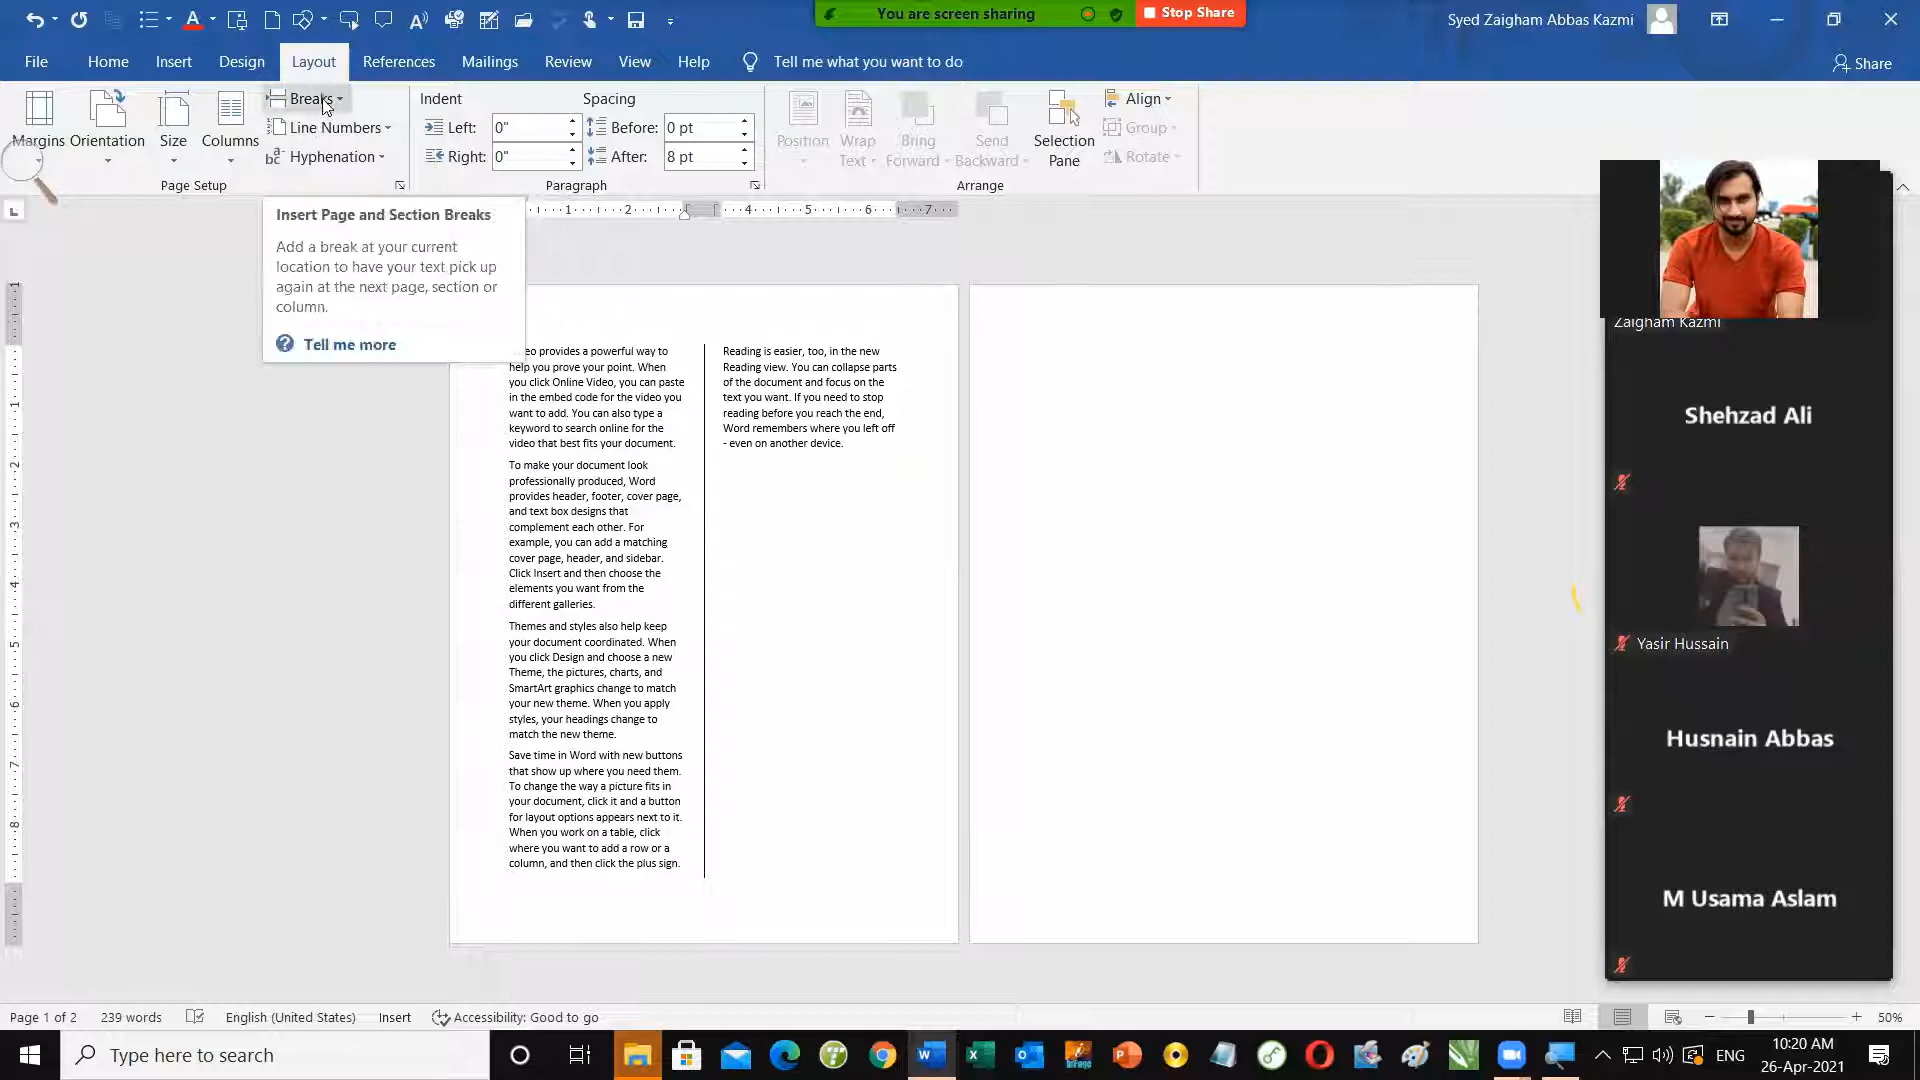 You are screen sharing
Stop Share
Syed Zaigham Abbas Kazmi
File
Home
Insert
Design
Layout
References
Mailings
Review
View
Help
Tell me what you want to do
Share
Margins
Orientation
Size
Columns
Breaks
Line Numbers
Hyphenation
Page Setup
Indent
Spacing
Left:
0"
Before:
0 pt
Right:
0"
After:
8 pt
Paragraph
Position
Wrap
Text
Bring
Forward
Send
Backward
Selection
Pane
Align
Group
Rotate
Arrange
Insert Page and Section Breaks
Add a break at your current
location to have your text pick up
again at the next page, section or
column.
Tell me more
eo provides a powerful way to
help you prove your point. When
you click Online Video, you can paste
in the embed code for the video you
want to add. You can also type a
keyword to search online for the
video that best fits your document.
To make your document look
professionally produced, Word
provides header, footer, cover page,
and text box designs that
complement each other. For
example, you can add a matching
cover page, header, and sidebar.
Click Insert and then choose the
elements you want from the
different galleries.
Themes and styles also help keep
your document coordinated. When
you click Design and choose a new
Theme, the pictures, charts, and
SmartArt graphics change to match
your new theme. When you apply
styles, your headings change to
match the new theme.
Save time in Word with new buttons
that show up where you need them.
To change the way a picture fits in
your document, click it and a button
for layout options appears next to it.
When you work on a table, click
where you want to add a row or a
column, and then click the plus sign.
Reading is easier, too, in the new
Reading view. You can collapse parts
of the document and focus on the
text you want. If you need to stop
reading before you reach the end,
Word remembers where you left off
- even on another device.
Zaigham Kazmi
Shehzad Ali
Yasir Hussain
Husnain Abbas
M Usama Aslam
Page 1 of 2
239 words
English (United States)
Insert
Accessibility: Good to go
50%
Type here to search
ENG
10:20 AM
26-Apr-2021